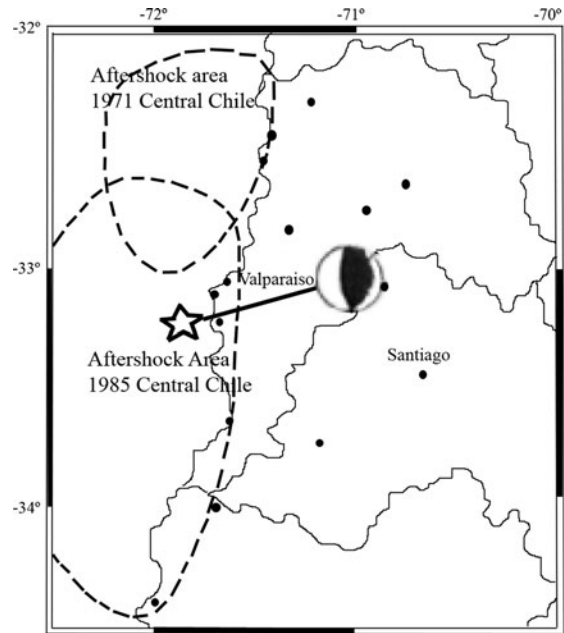 -72° -71° -70°
-32°
Aftershock area
1971 Central Chile
-33°
Valparaiso
Aftershock Area
1985 Central Chile
Santiago
-34°